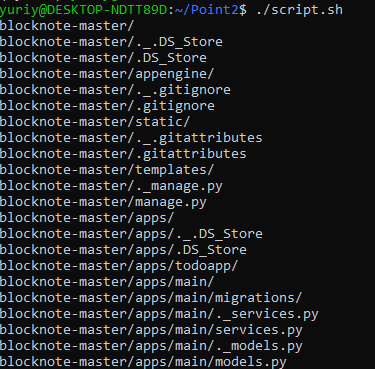 yuriy@DESKTOP-NDTT89D:~/Point2$ ./script.sh
blocknote-master/
blocknote-master/._.DS_Store
blocknote-master/.DS_Store
blocknote-master/appengine/
blocknote-master/._.gitignore
blocknote-master/.gitignore
blocknote-master/static/
blocknote-master/._.gitattributes
blocknote-master/.gitattributes
blocknote-master/templates/
blocknote-master/._manage.py
blocknote-master/manage.py
blocknote-master/apps/
blocknote-master/apps/._.DS_Store
blocknote-master/apps/.DS_Store
blocknote-master/apps/todoapp/
blocknote-master/apps/main/
blocknote-master/apps/main/migrations/
blocknote-master/apps/main/._services.py
blocknote-master/apps/main/services.py
blocknote-master/apps/main/._models.py
blocknote-master/apps/main/models.py